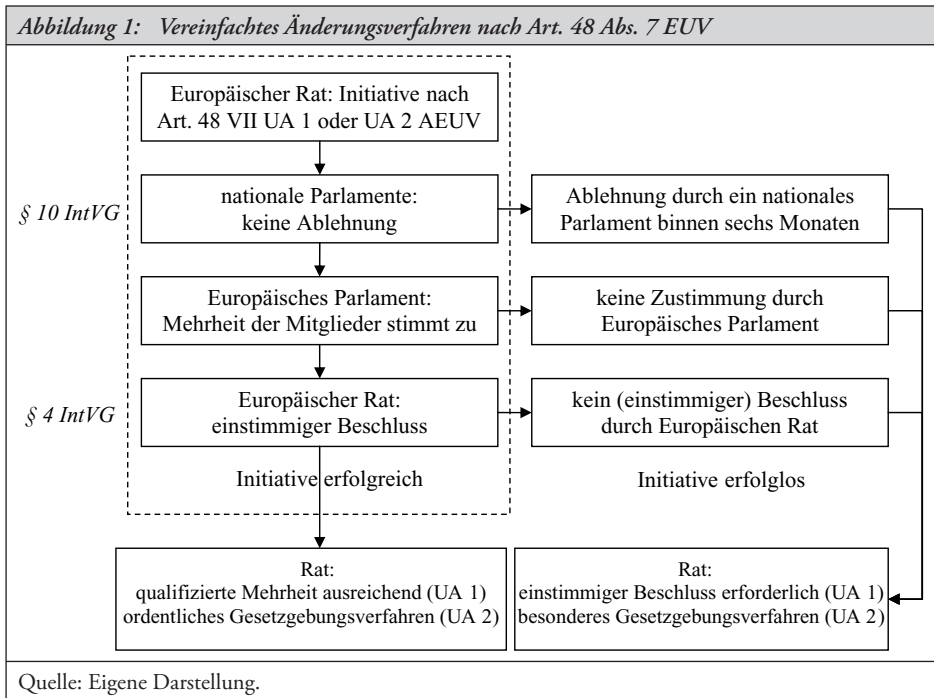 Abbildung 1: Vereinfachtes Änderungsverfahren nach Art. 48 Abs. 7 EUV
Europäischer Rat: Initiative nach
Art. 48 VII UA 1 oder UA 2 AEUV
§ 10 IntVG
nationale Parlamente:
keine Ablehnung
Ablehnung durch ein nationales
Parlament binnen sechs Monaten
Europäisches Parlament:
Mehrheit der Mitglieder stimmt zu
keine Zustimmung durch
Europäisches Parlament
§ 4 IntVG
Europäischer Rat:
einstimmiger Beschluss
kein (einstimmiger) Beschluss
durch Europäischen Rat
Initiative erfolgreich
Initiative erfolglos
Rat:
qualifizierte Mehrheit ausreichend (UA 1)
ordentliches Gesetzgebungsverfahren (UA 2)
Rat:
einstimmiger Beschluss erforderlich (UA 1)
besonderes Gesetzgebungsverfahren (UA 2)
Quelle: Eigene Darstellung.